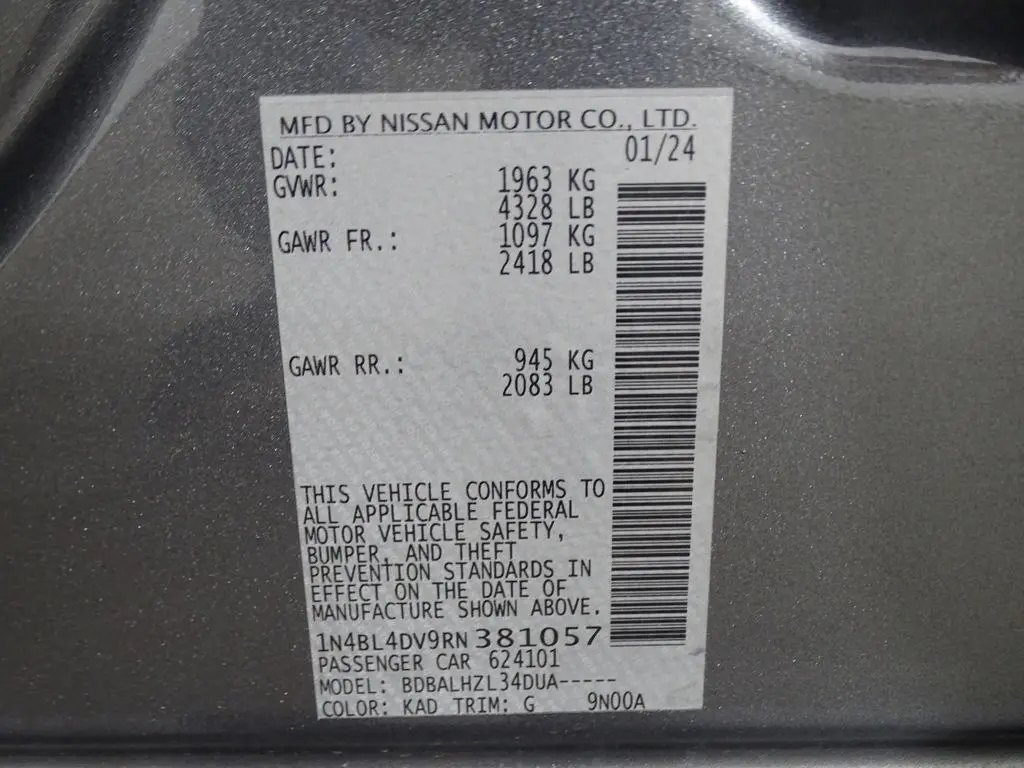 MFD BY NISSAN MOTOR CO., LTD.
DATE: 01/24
GVWR: 1963 KG
4328 LB
GAWR FR.: 1097 KG
2418 LB
GAWR RR.: 945 KG
2083 LB
THIS VEHICLE CONFORMS TO
ALL APPLICABLE FEDERAL
MOTOR VEHICLE SAFETY,
BUMPER, AND THEFT
PREVENTION STANDARDS IN
EFFECT ON THE DATE OF
MANUFACTURE SHOWN ABOVE.
1N4BL4DV9RN381057
PASSENGER CAR 624101
MODEL: BDBALHZL34DUA-----
COLOR: KAD TRIM: G 9N00A